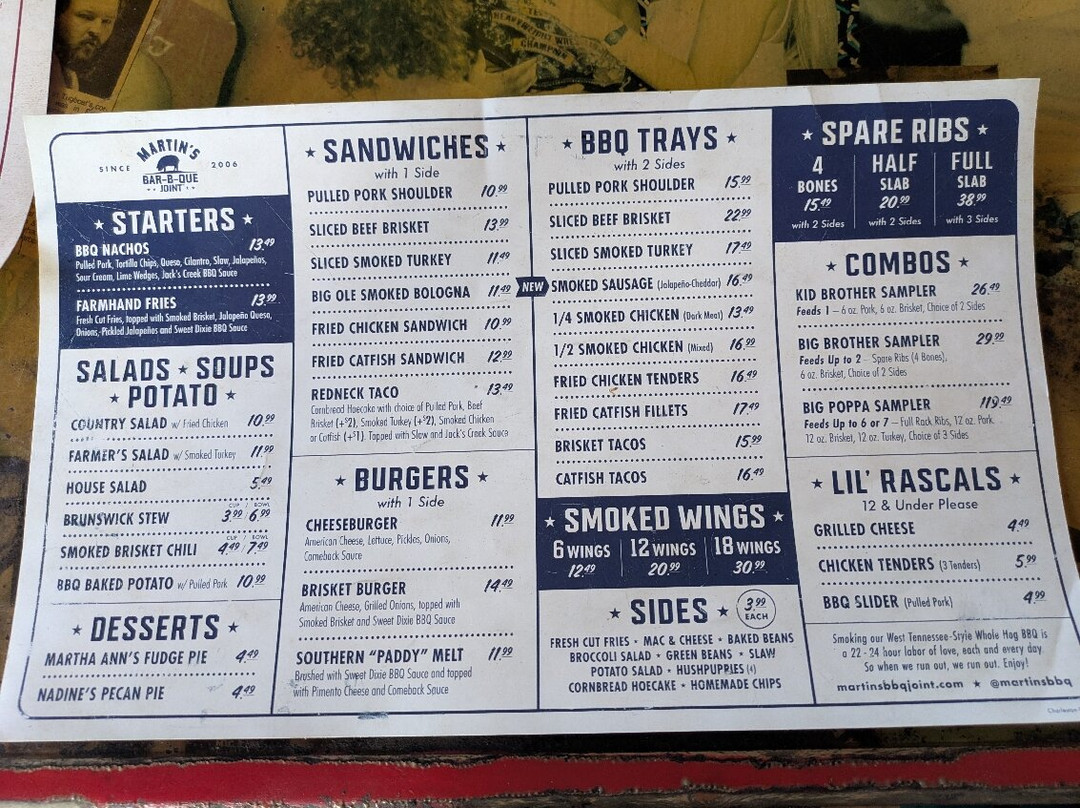 SINCE MARTIN'S 2006
BAR-B-QUE
JOINT
★ STARTERS ★
BBQ NACHOS 13.49
Pulled Pork, Tortilla Chips, Queso, Cilantro, Slaw, Jalapeños,
Sour Cream, Lime Wedges, Jack's Creek BBQ Sauce
FARMHAND FRIES 13.99
Fresh Cut Fries, topped with Smoked Brisket, Jalapeño Queso,
Onions, Pickled Jalapeños and Sweet Dixie BBQ Sauce
SALADS ★ SOUPS
★ POTATO ★
COUNTRY SALAD w/ Fried Chicken 10.99
FARMER'S SALAD w/ Smoked Turkey 11.99
HOUSE SALAD 5.49
CUP / BOWL
BRUNSWICK STEW 3.99/6.99
CUP / BOWL
SMOKED BRISKET CHILI 4.49/7.49
BBQ BAKED POTATO w/ Pulled Pork 10.99
★ DESSERTS ★
MARTHA ANN'S FUDGE PIE 4.49
NADINE'S PECAN PIE 4.49
★ SANDWICHES ★
with 1 Side
PULLED PORK SHOULDER 10.99
SLICED BEEF BRISKET 13.99
SLICED SMOKED TURKEY 11.49
BIG OLE SMOKED BOLOGNA 11.49
FRIED CHICKEN SANDWICH 10.99
FRIED CATFISH SANDWICH 12.99
REDNECK TACO 13.49
Cornbread Hoecake with choice of Pulled Pork, Beef
Brisket (+$2), Smoked Turkey (+$2), Smoked Chicken
or Catfish (+$1). Topped with Slaw and Jack's Creek Sauce
★ BURGERS ★
with 1 Side
CHEESEBURGER 11.99
American Cheese, Lettuce, Pickles, Onions,
Comeback Sauce
BRISKET BURGER 14.49
American Cheese, Grilled Onions, topped with
Smoked Brisket and Sweet Dixie BBQ Sauce
SOUTHERN "PADDY" MELT 11.99
Brushed with Sweet Dixie BBQ Sauce and topped
with Pimento Cheese and Comeback Sauce
★ BBQ TRAYS ★
with 2 Sides
PULLED PORK SHOULDER 15.99
SLICED BEEF BRISKET 22.99
SLICED SMOKED TURKEY 17.49
NEW SMOKED SAUSAGE (Jalapeño-Cheddar) 16.49
1/4 SMOKED CHICKEN (Dark Meat) 13.49
1/2 SMOKED CHICKEN (Mixed) 16.99
FRIED CHICKEN TENDERS 16.49
FRIED CATFISH FILLETS 17.49
BRISKET TACOS 15.99
CATFISH TACOS 16.49
★ SMOKED WINGS ★
6 WINGS 12 WINGS 18 WINGS
12.49 20.99 30.99
★ SIDES ★ 3.99
EACH
FRESH CUT FRIES • MAC & CHEESE • BAKED BEANS
BROCCOLI SALAD • GREEN BEANS • SLAW
POTATO SALAD • HUSHPUPPIES (4)
CORNBREAD HOECAKE • HOMEMADE CHIPS
★ SPARE RIBS ★
4 HALF FULL
BONES SLAB SLAB
15.49 20.99 38.99
with 2 Sides with 2 Sides with 3 Sides
★ COMBOS ★
KID BROTHER SAMPLER 26.49
Feeds 1 – 6 oz. Pork, 6 oz. Brisket, Choice of 2 Sides
BIG BROTHER SAMPLER 29.99
Feeds Up to 2 – Spare Ribs (4 Bones),
6 oz. Brisket, Choice of 2 Sides
BIG POPPA SAMPLER 119.49
Feeds Up to 6 or 7 – Full Rack Ribs, 12 oz. Pork
12 oz. Brisket, 12 oz. Turkey, Choice of 3 Sides
★ LIL' RASCALS ★
12 & Under Please
GRILLED CHEESE 4.49
CHICKEN TENDERS (3 Tenders) 5.99
BBQ SLIDER (Pulled Pork) 4.99
Smoking our West Tennessee-Style Whole Hog BBQ is
a 22 - 24 hour labor of love, each and every day.
So when we run out, we run out. Enjoy!
martinsbbqjoint.com ★ @martinsbbq
Charleston